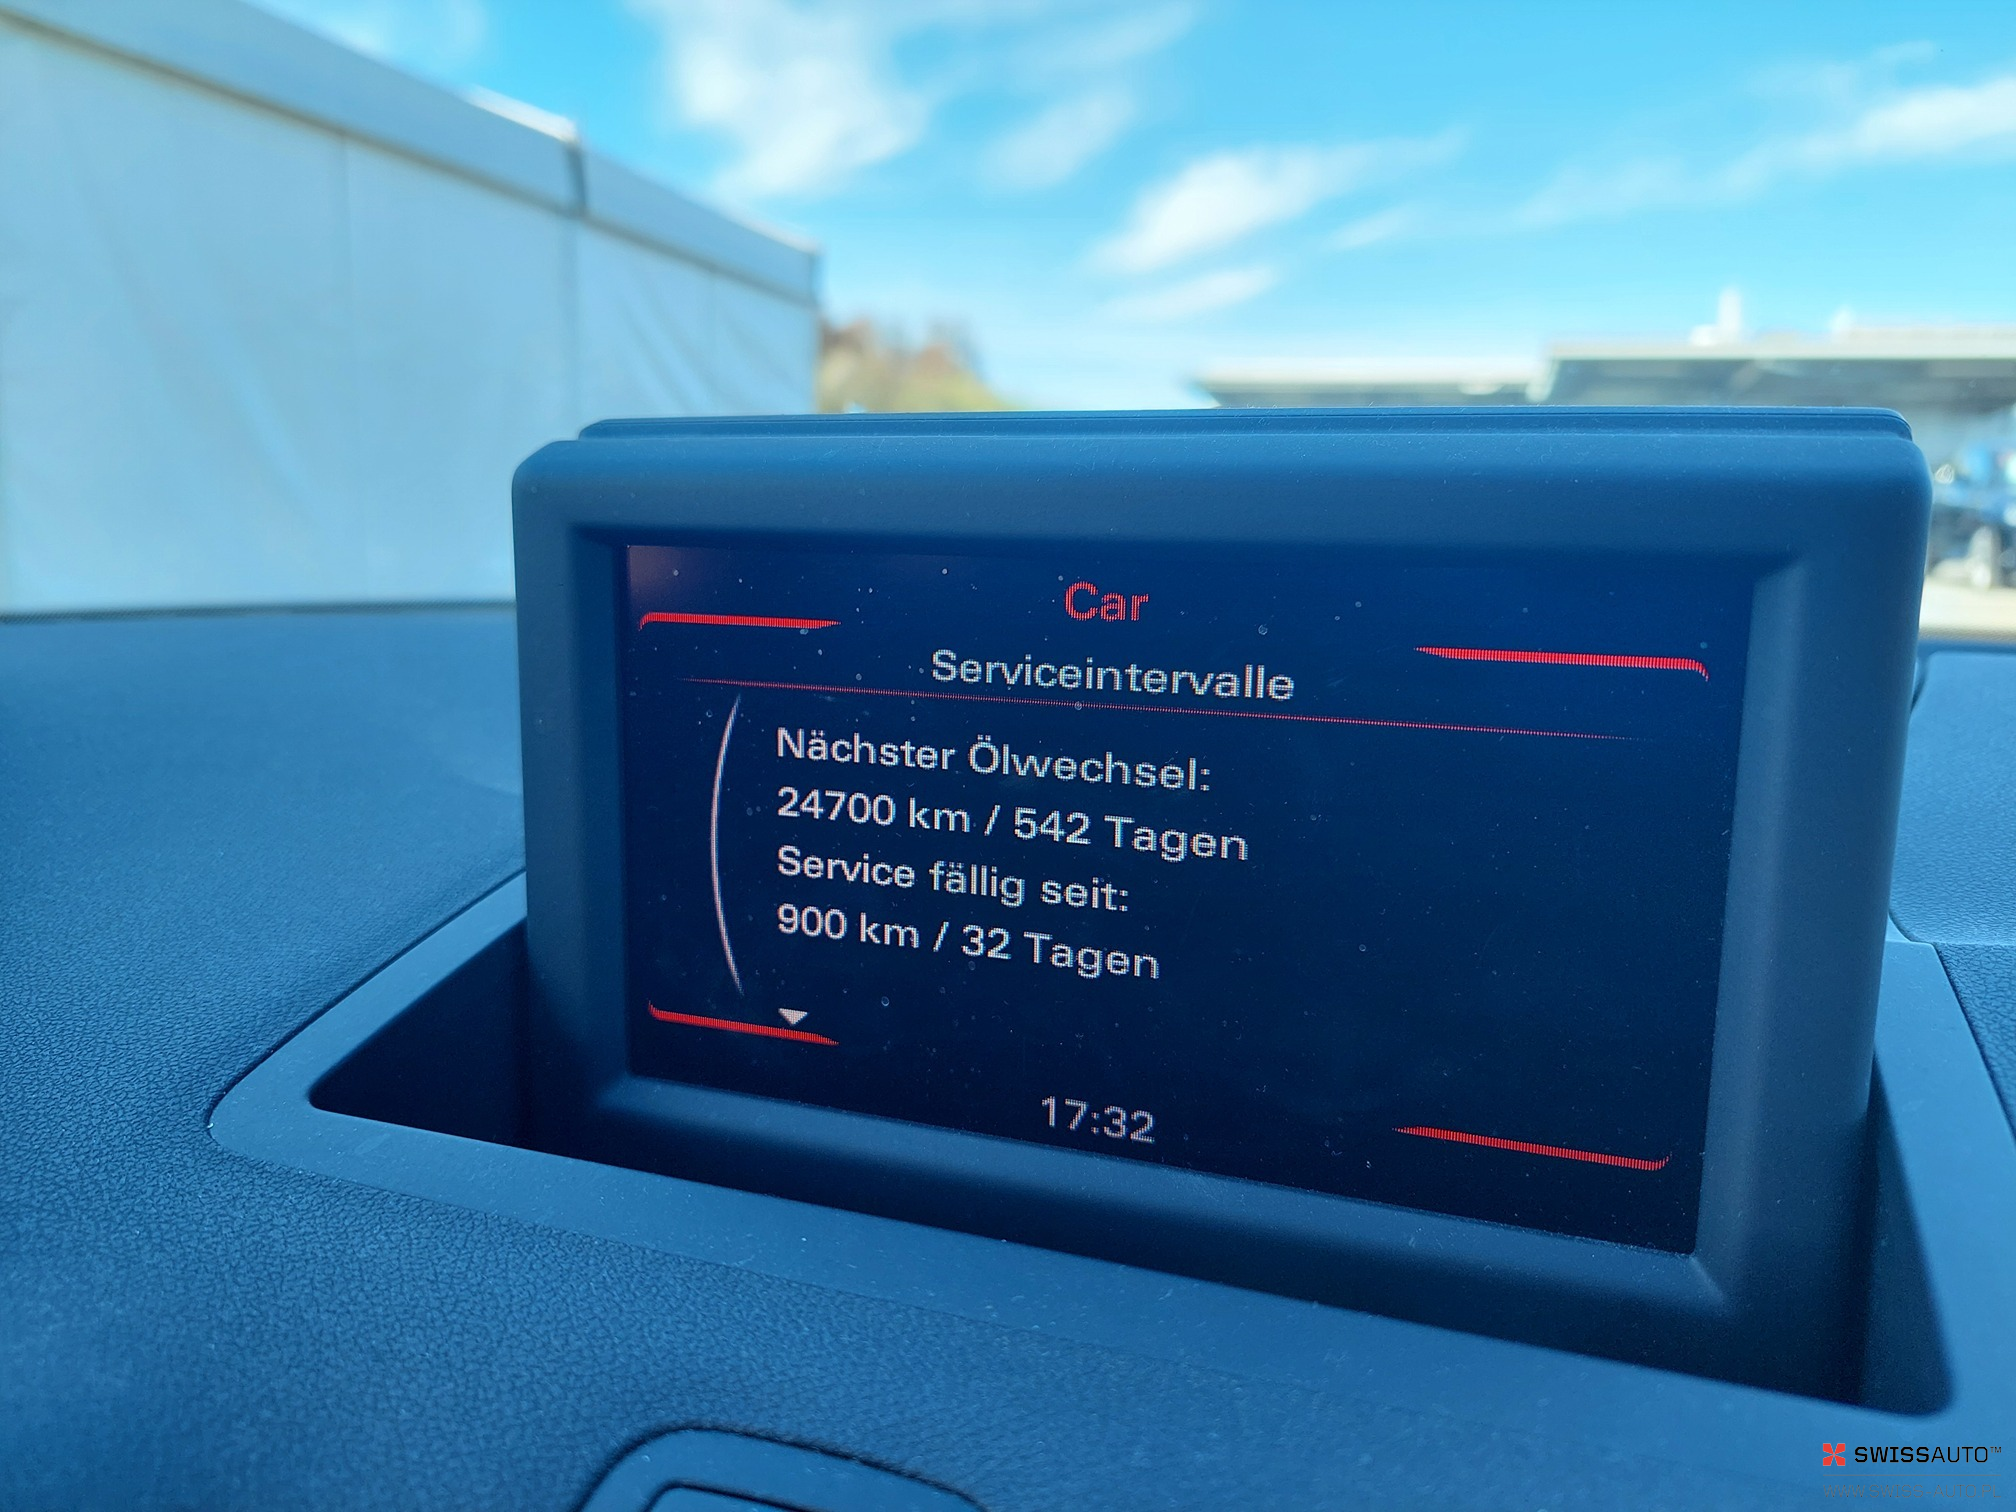 Car
Serviceintervalle
Nächster Ölwechsel:
24700 km / 542 Tagen
Service fällig seit:
900 km / 32 Tagen
17:32
SWISSAUTO™